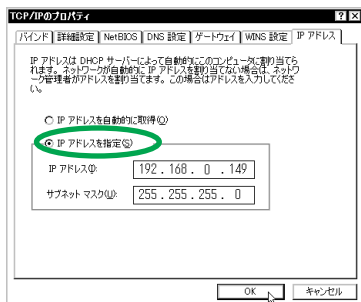 TCP/IPのプロパティ
バインド 詳細設定 NetBIOS DNS 設定 ゲートウェイ WINS 設定 IP アドレス
IP アドレスは DHCP サーバーによって自動的にこのコンピュータに割り当てら
れます。ネットワークが自動的に IP アドレスを割り当てない場合は、ネットワ
ーク管理者がアドレスを割り当てます。この場合はアドレスを入力してくださ
い。
IP アドレスを自動的に取得(O)
IP アドレスを指定(S)
IP アドレス(I):
192.168. 0 .149
サブネット マスク(U):
255.255.255. 0
OK
キャンセル